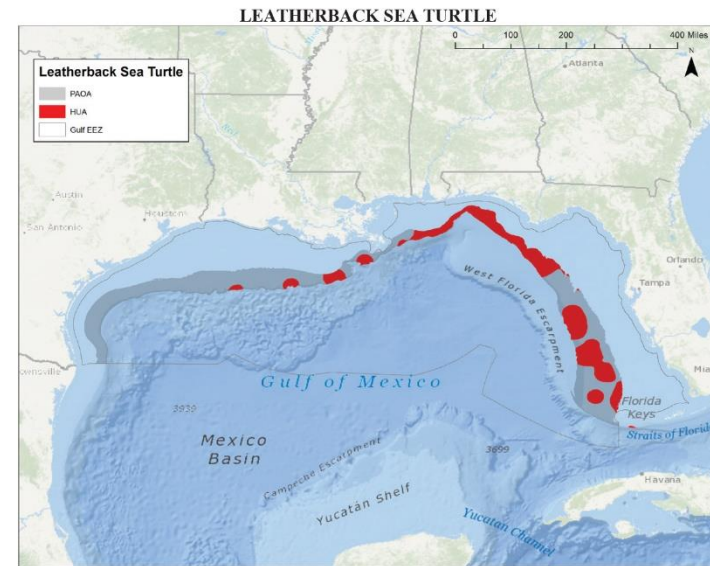 LEATHERBACK SEA TURTLE
0 100 200 400 Miles
N
Atlanta
Leatherback Sea Turtle
PAOA
HUA
Gulf EEZ
Austin
Houston
San Antonio
Orlando
Tampa
West Florida Escarpment
Gulf of Mexico
Florida
Keys
Straits of Florid
3939
Mexico
Basin
3699
Campeche Escarpment
Havana
Yucatán Shelf
Yucatan Channel